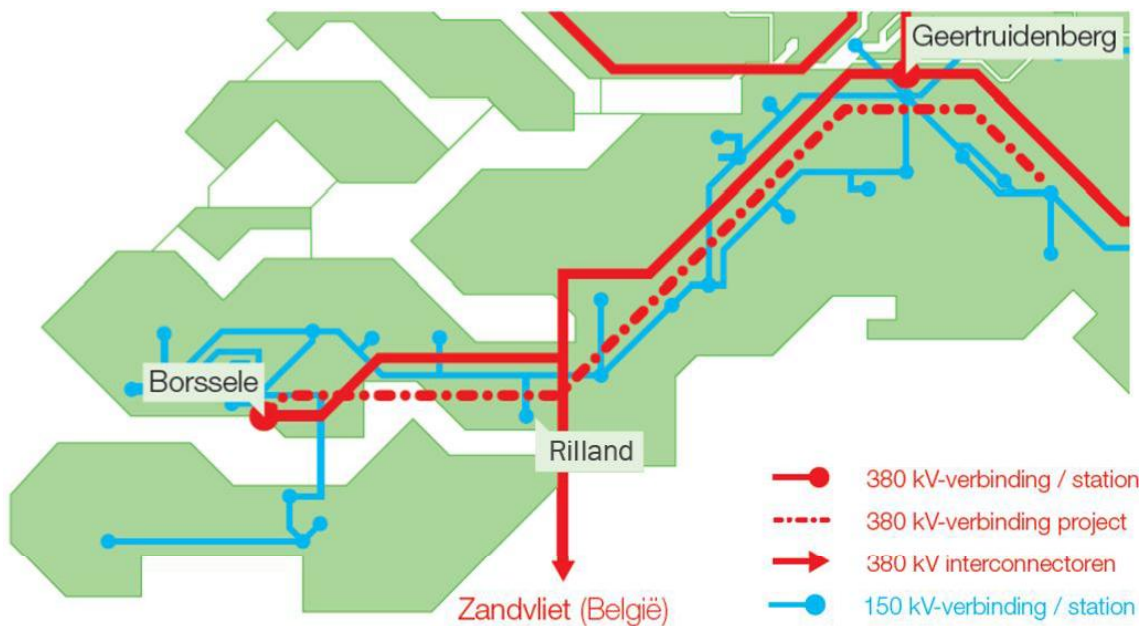 Geertruidenberg
Borssele
Rilland
380 kV-verbinding / station
380 kV-verbinding project
380 kV interconnectoren
150 kV-verbinding / station
Zandvliet (België)